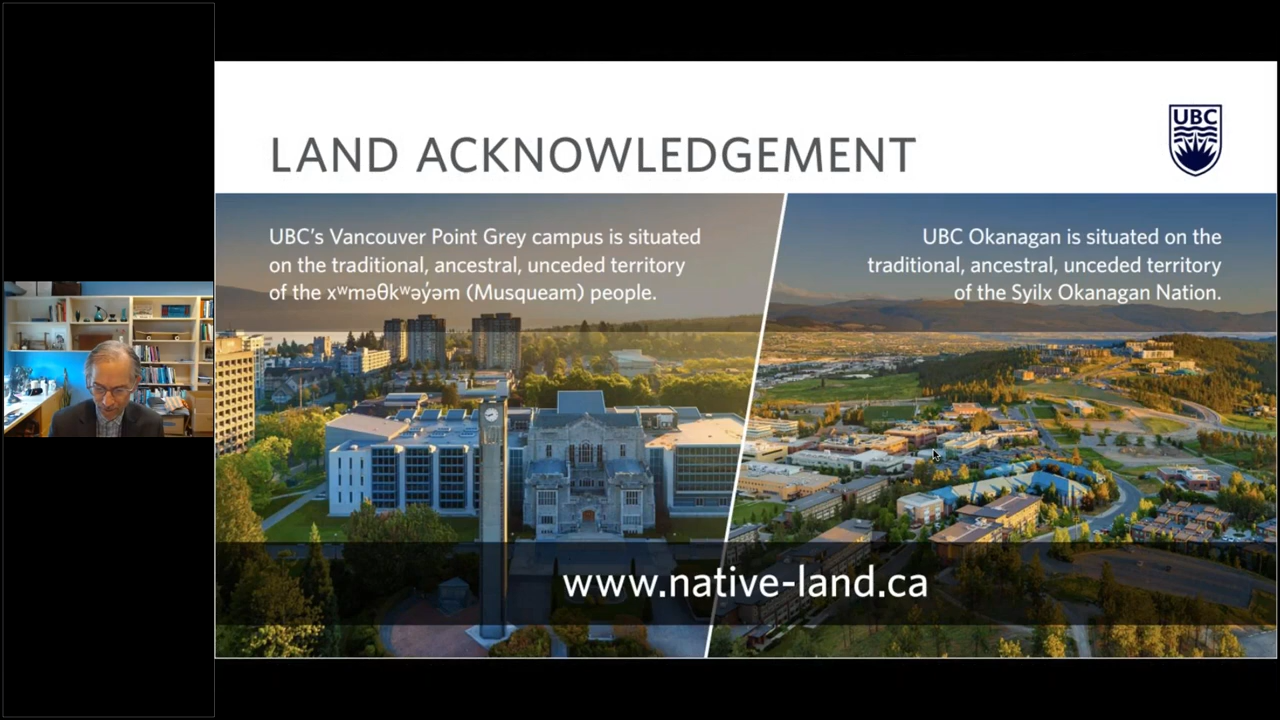 LAND ACKNOWLEDGEMENT
UBC
UBC's Vancouver Point Grey campus is situated
on the traditional, ancestral, unceded territory
of the xʷməθkʷəy̓əm (Musqueam) people.
UBC Okanagan is situated on the
traditional, ancestral, unceded territory
of the Syilx Okanagan Nation.
www.native-land.ca